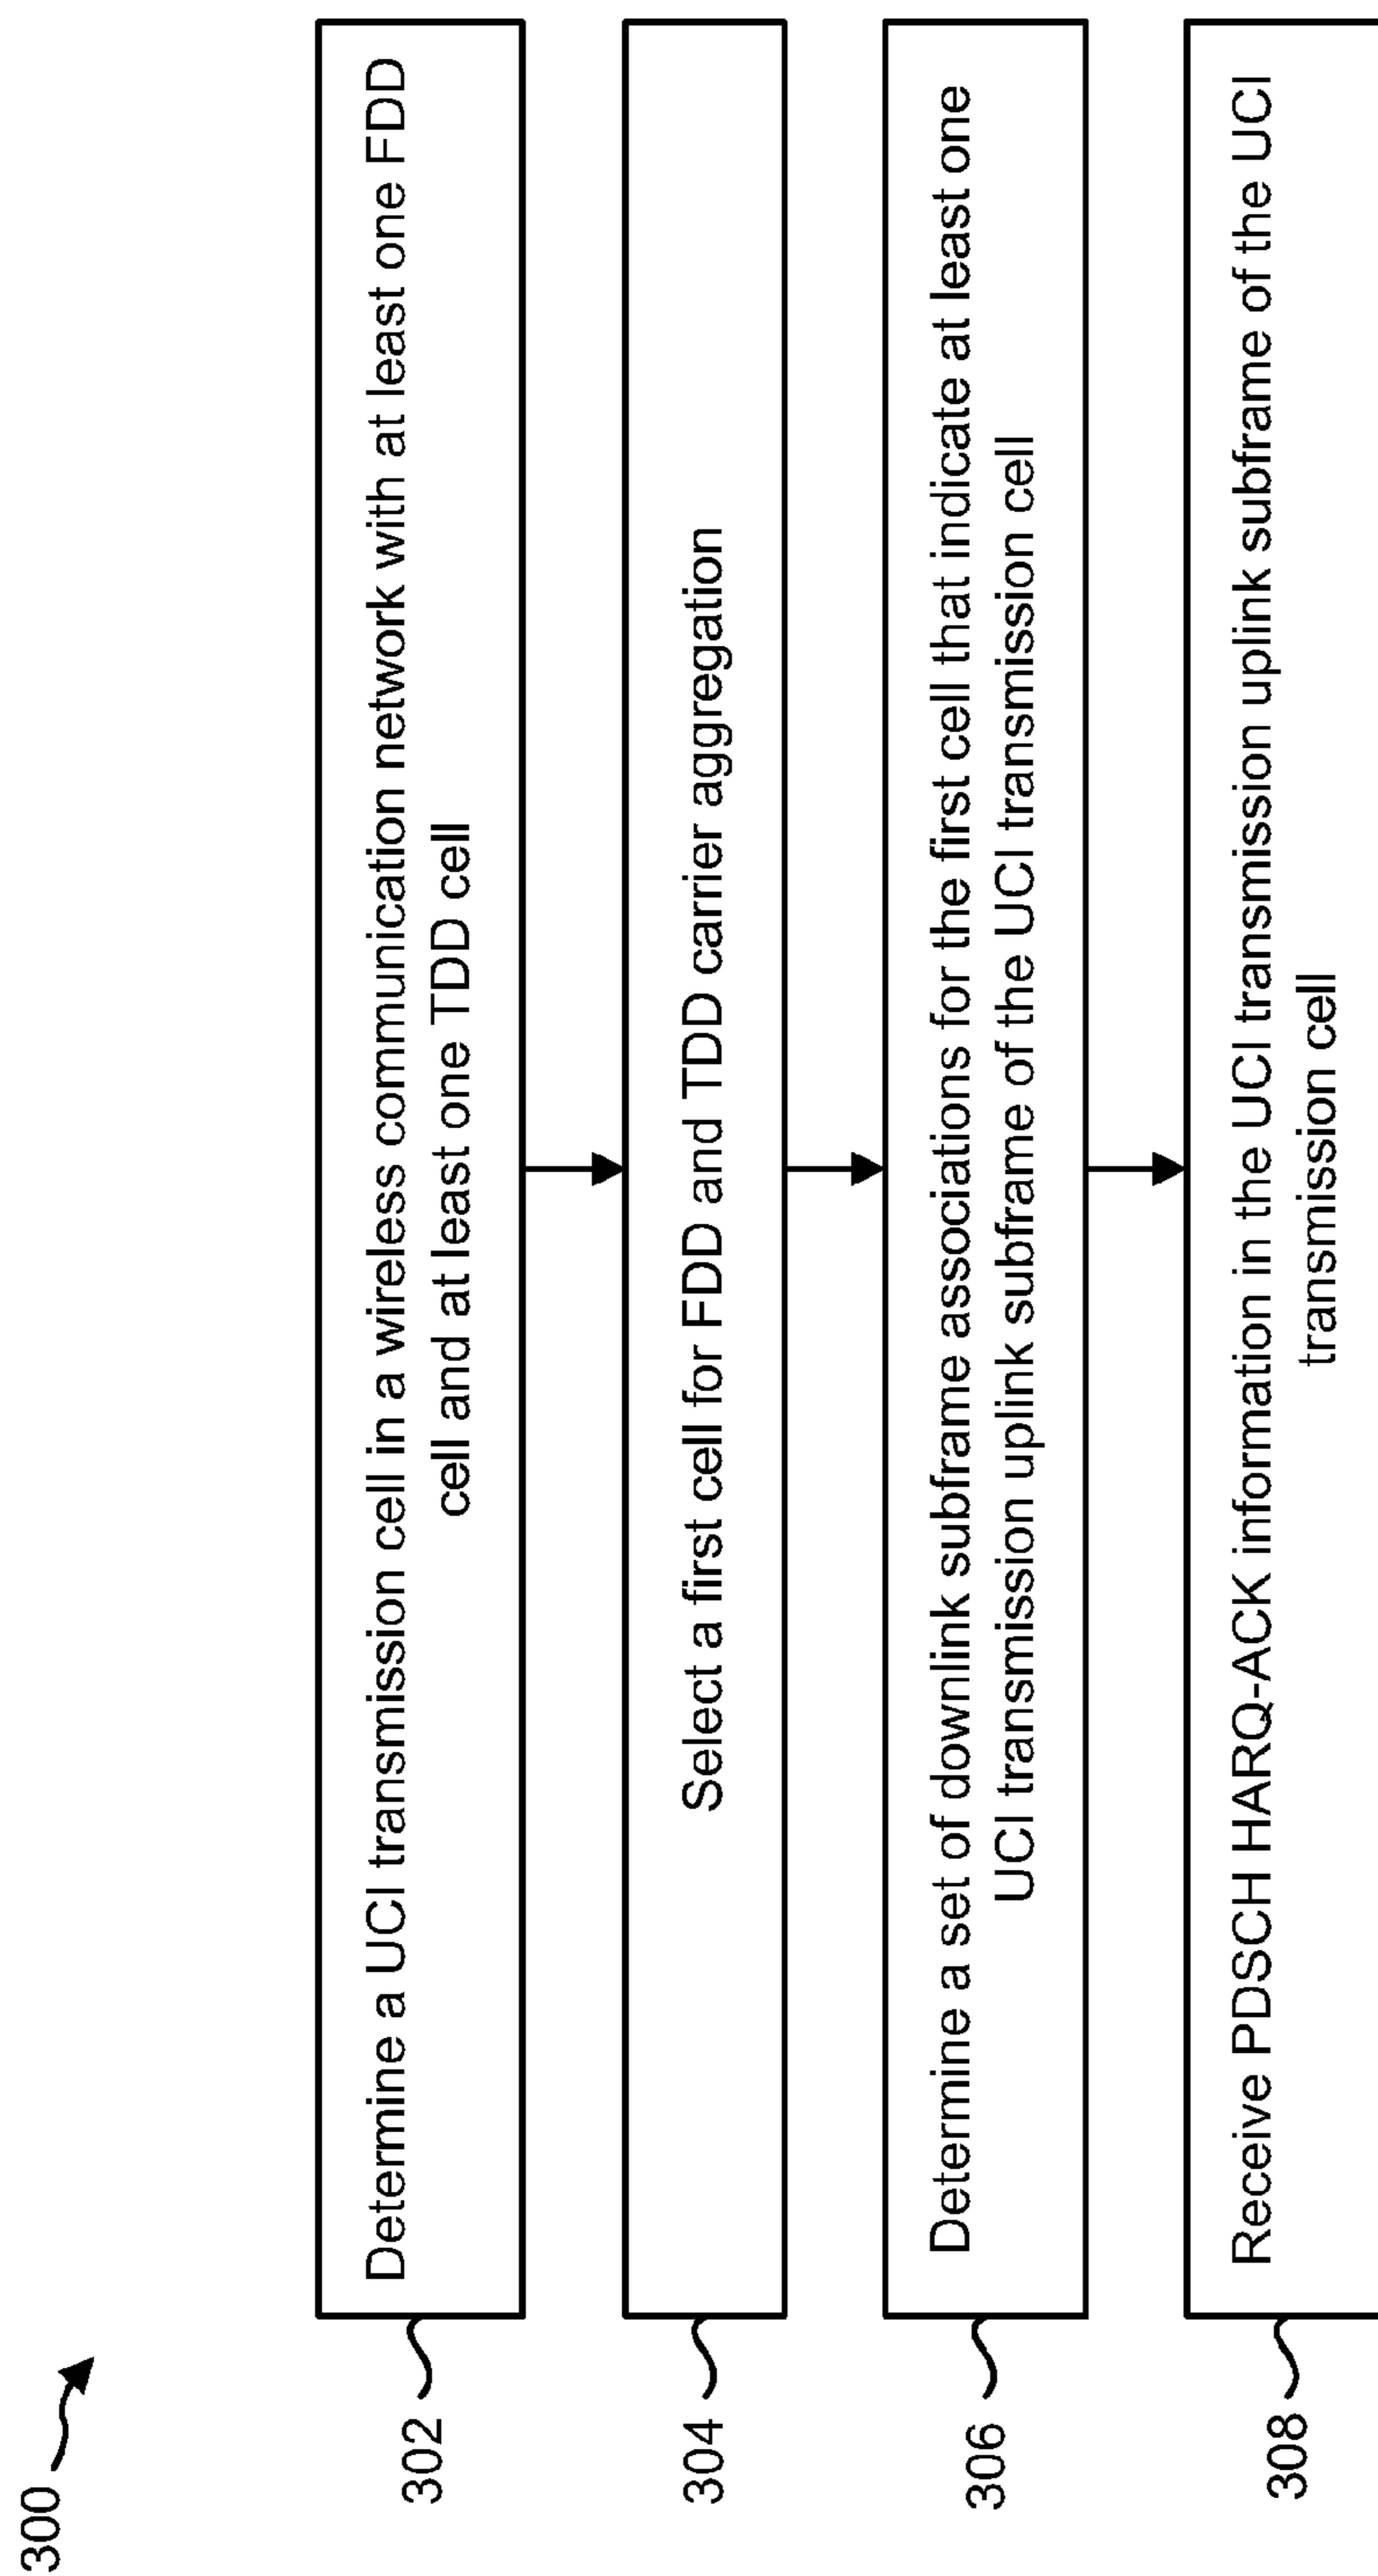 300
302
Determine a UCI transmission cell in a wireless communication network with at least one FDD
cell and at least one TDD cell
304
Select a first cell for FDD and TDD carrier aggregation
306
Determine a set of downlink subframe associations for the first cell that indicate at least one
UCI transmission uplink subframe of the UCI transmission cell
308
Receive PDSCH HARQ-ACK information in the UCI transmission uplink subframe of the UCI
transmission cell